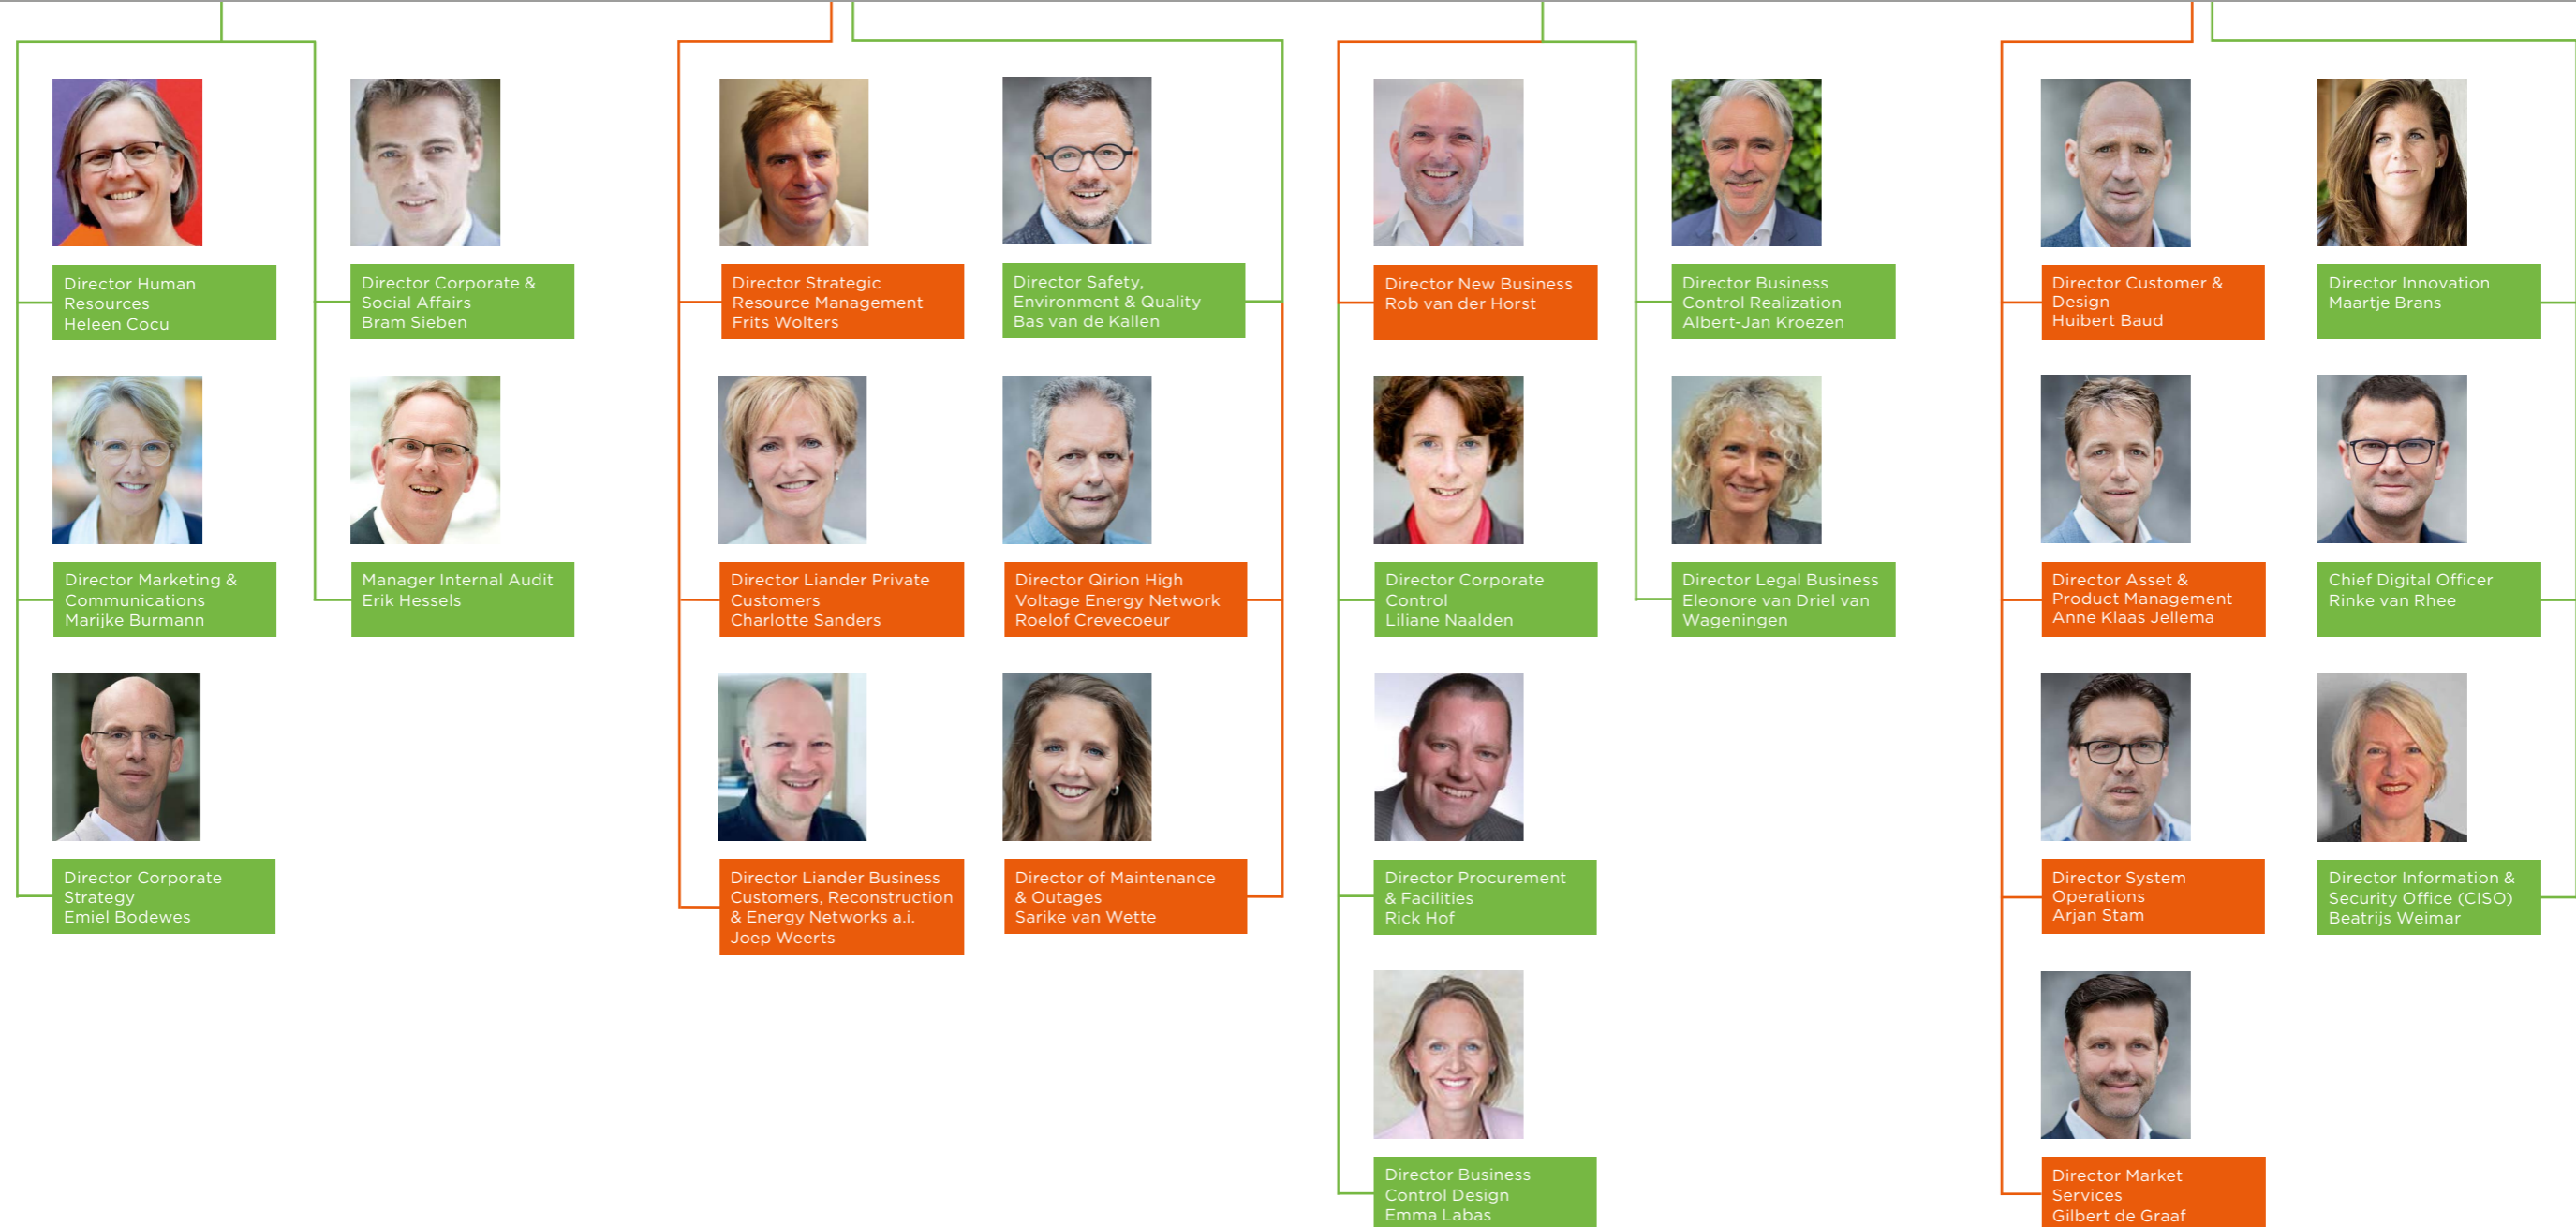 Director Human
Resources
Heleen Cocu
Director Corporate &
Social Affairs
Bram Sieben
Director Marketing &
Communications
Marijke Burmann
Manager Internal Audit
Erik Hessels
Director Corporate
Strategy
Emiel Bodewes
Director Strategic
Resource Management
Frits Wolters
Director Safety,
Environment & Quality
Bas van de Kallen
Director Liander Private
Customers
Charlotte Sanders
Director Qirion High
Voltage Energy Network
Roelof Crevecoeur
Director Liander Business
Customers, Reconstruction
& Energy Networks a.i.
Joep Weerts
Director of Maintenance
& Outages
Sarike van Wette
Director New Business
Rob van der Horst
Director Business
Control Realization
Albert-Jan Kroezen
Director Corporate
Control
Liliane Naalden
Director Legal Business
Eleonore van Driel van
Wageningen
Director Procurement
& Facilities
Rick Hof
Director Business
Control Design
Emma Labas
Director Customer &
Design
Huibert Baud
Director Innovation
Maartje Brans
Director Asset &
Product Management
Anne Klaas Jellema
Chief Digital Officer
Rinke van Rhee
Director System
Operations
Arjan Stam
Director Information &
Security Office (CISO)
Beatrijs Weimar
Director Market
Services
Gilbert de Graaf